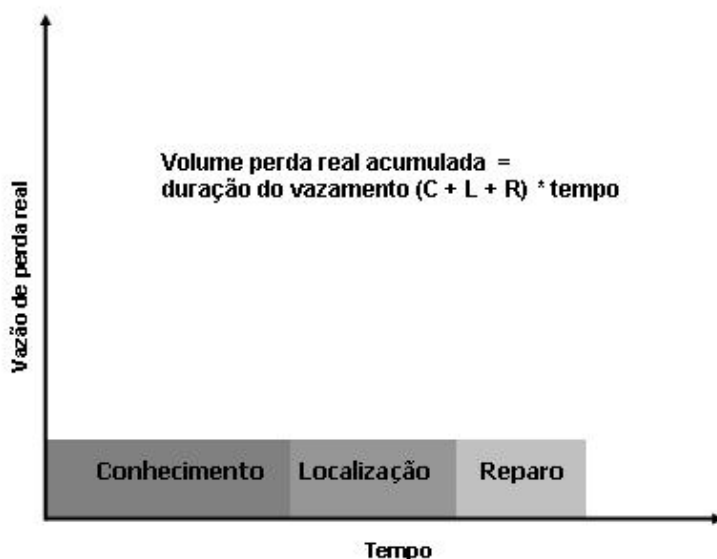 Volume perda real acumulada =
duração do vazamento (C + L + R) * tempo
Vazão de perda real
Conhecimento Localização Reparo
Tempo